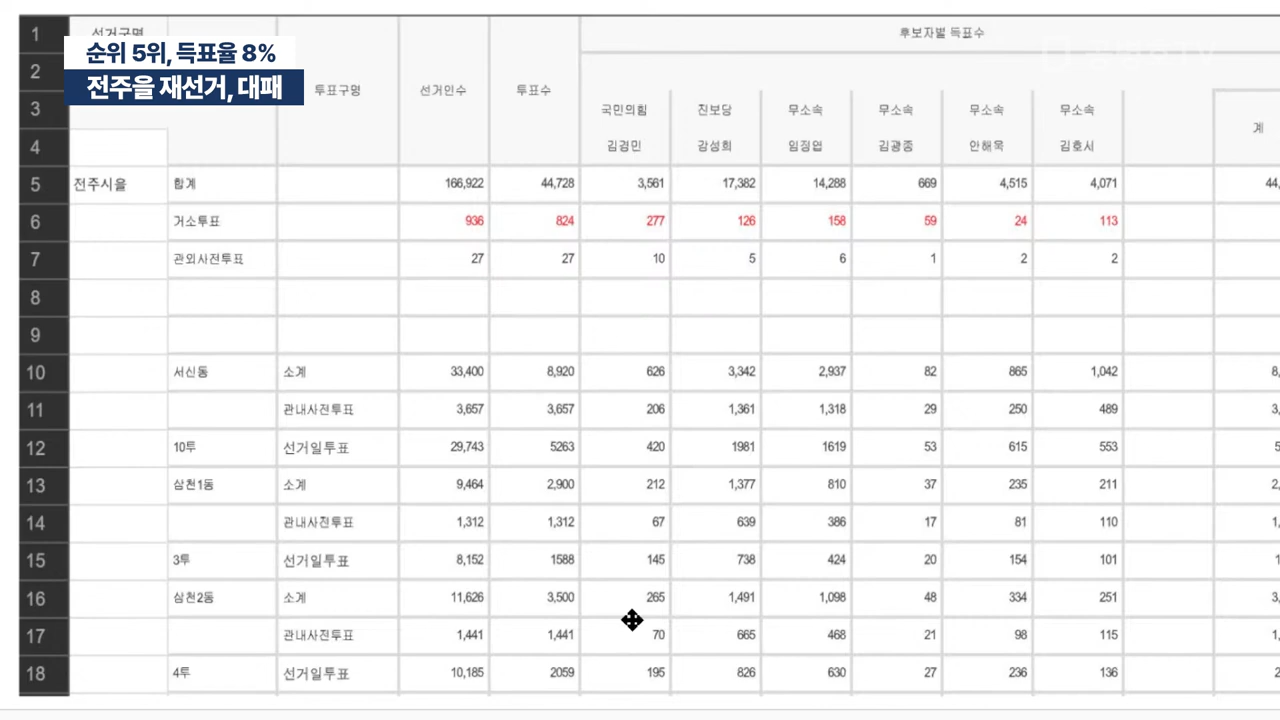 순위 5위, 득표율 8%
전주을 재선거, 대패
1 선거구명 후보자별 득표수
2 투표구명 선거인수 투표수
3 국민의힘 진보당 무소속 무소속 무소속 무소속 계
4 김경민 강성희 임정엽 김광종 안해욱 김호서
5 전주시을 합계 166,922 44,728 3,561 17,382 14,288 669 4,515 4,071 44,
6 거소투표 936 824 277 126 158 59 24 113
7 관외사전투표 27 27 10 5 6 1 2 2
8
9
10 서신동 소계 33,400 8,920 626 3,342 2,937 82 865 1,042 8,
11 관내사전투표 3,657 3,657 206 1,361 1,318 29 250 489 3,
12 10투 선거일투표 29,743 5263 420 1981 1619 53 615 553 5
13 삼천1동 소계 9,464 2,900 212 1,377 810 37 235 211 2,
14 관내사전투표 1,312 1,312 67 639 386 17 81 110 1,
15 3투 선거일투표 8,152 1588 145 738 424 20 154 101 1
16 삼천2동 소계 11,626 3,500 265 1,491 1,098 48 334 251 3,
17 관내사전투표 1,441 1,441 70 665 468 21 98 115 1,
18 4투 선거일투표 10,185 2059 195 826 630 27 236 136 2